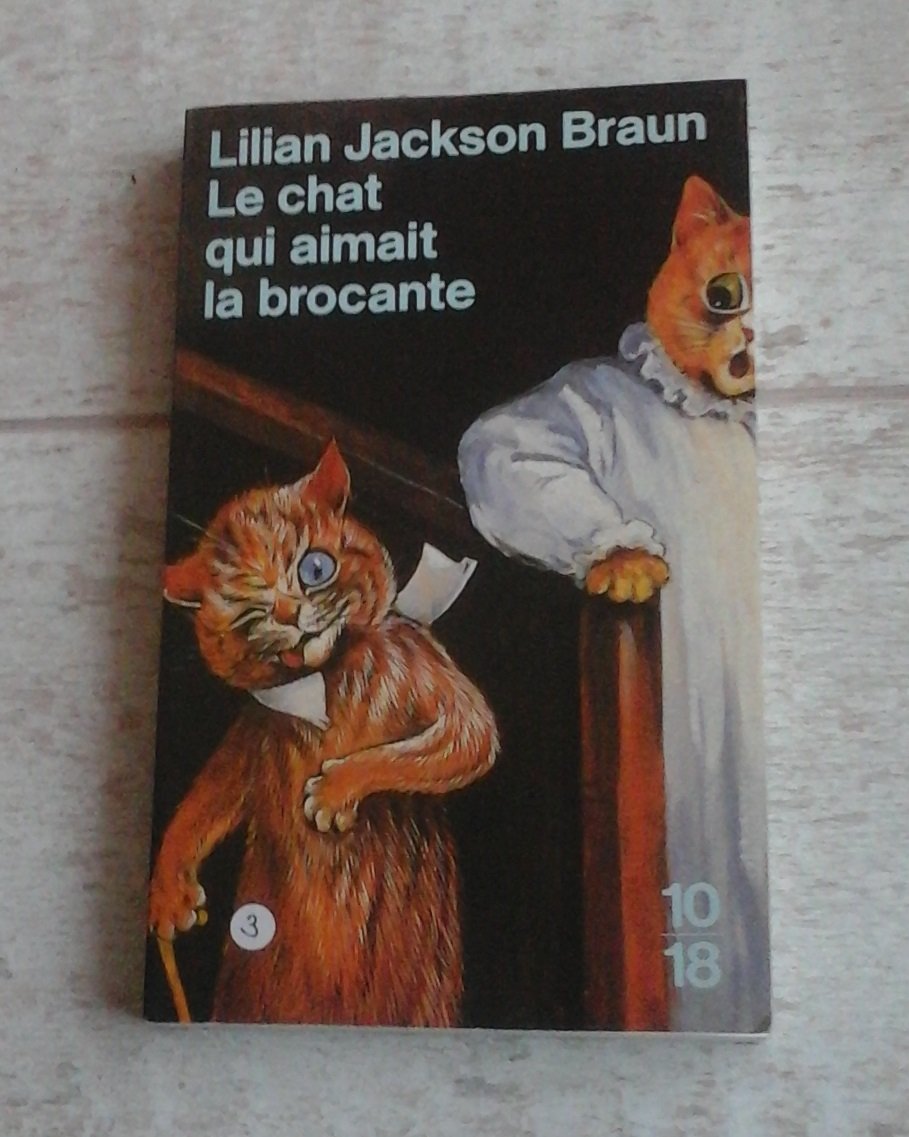 Lilian Jackson Braun
Le chat
qui aimait
la brocante
3
10
18